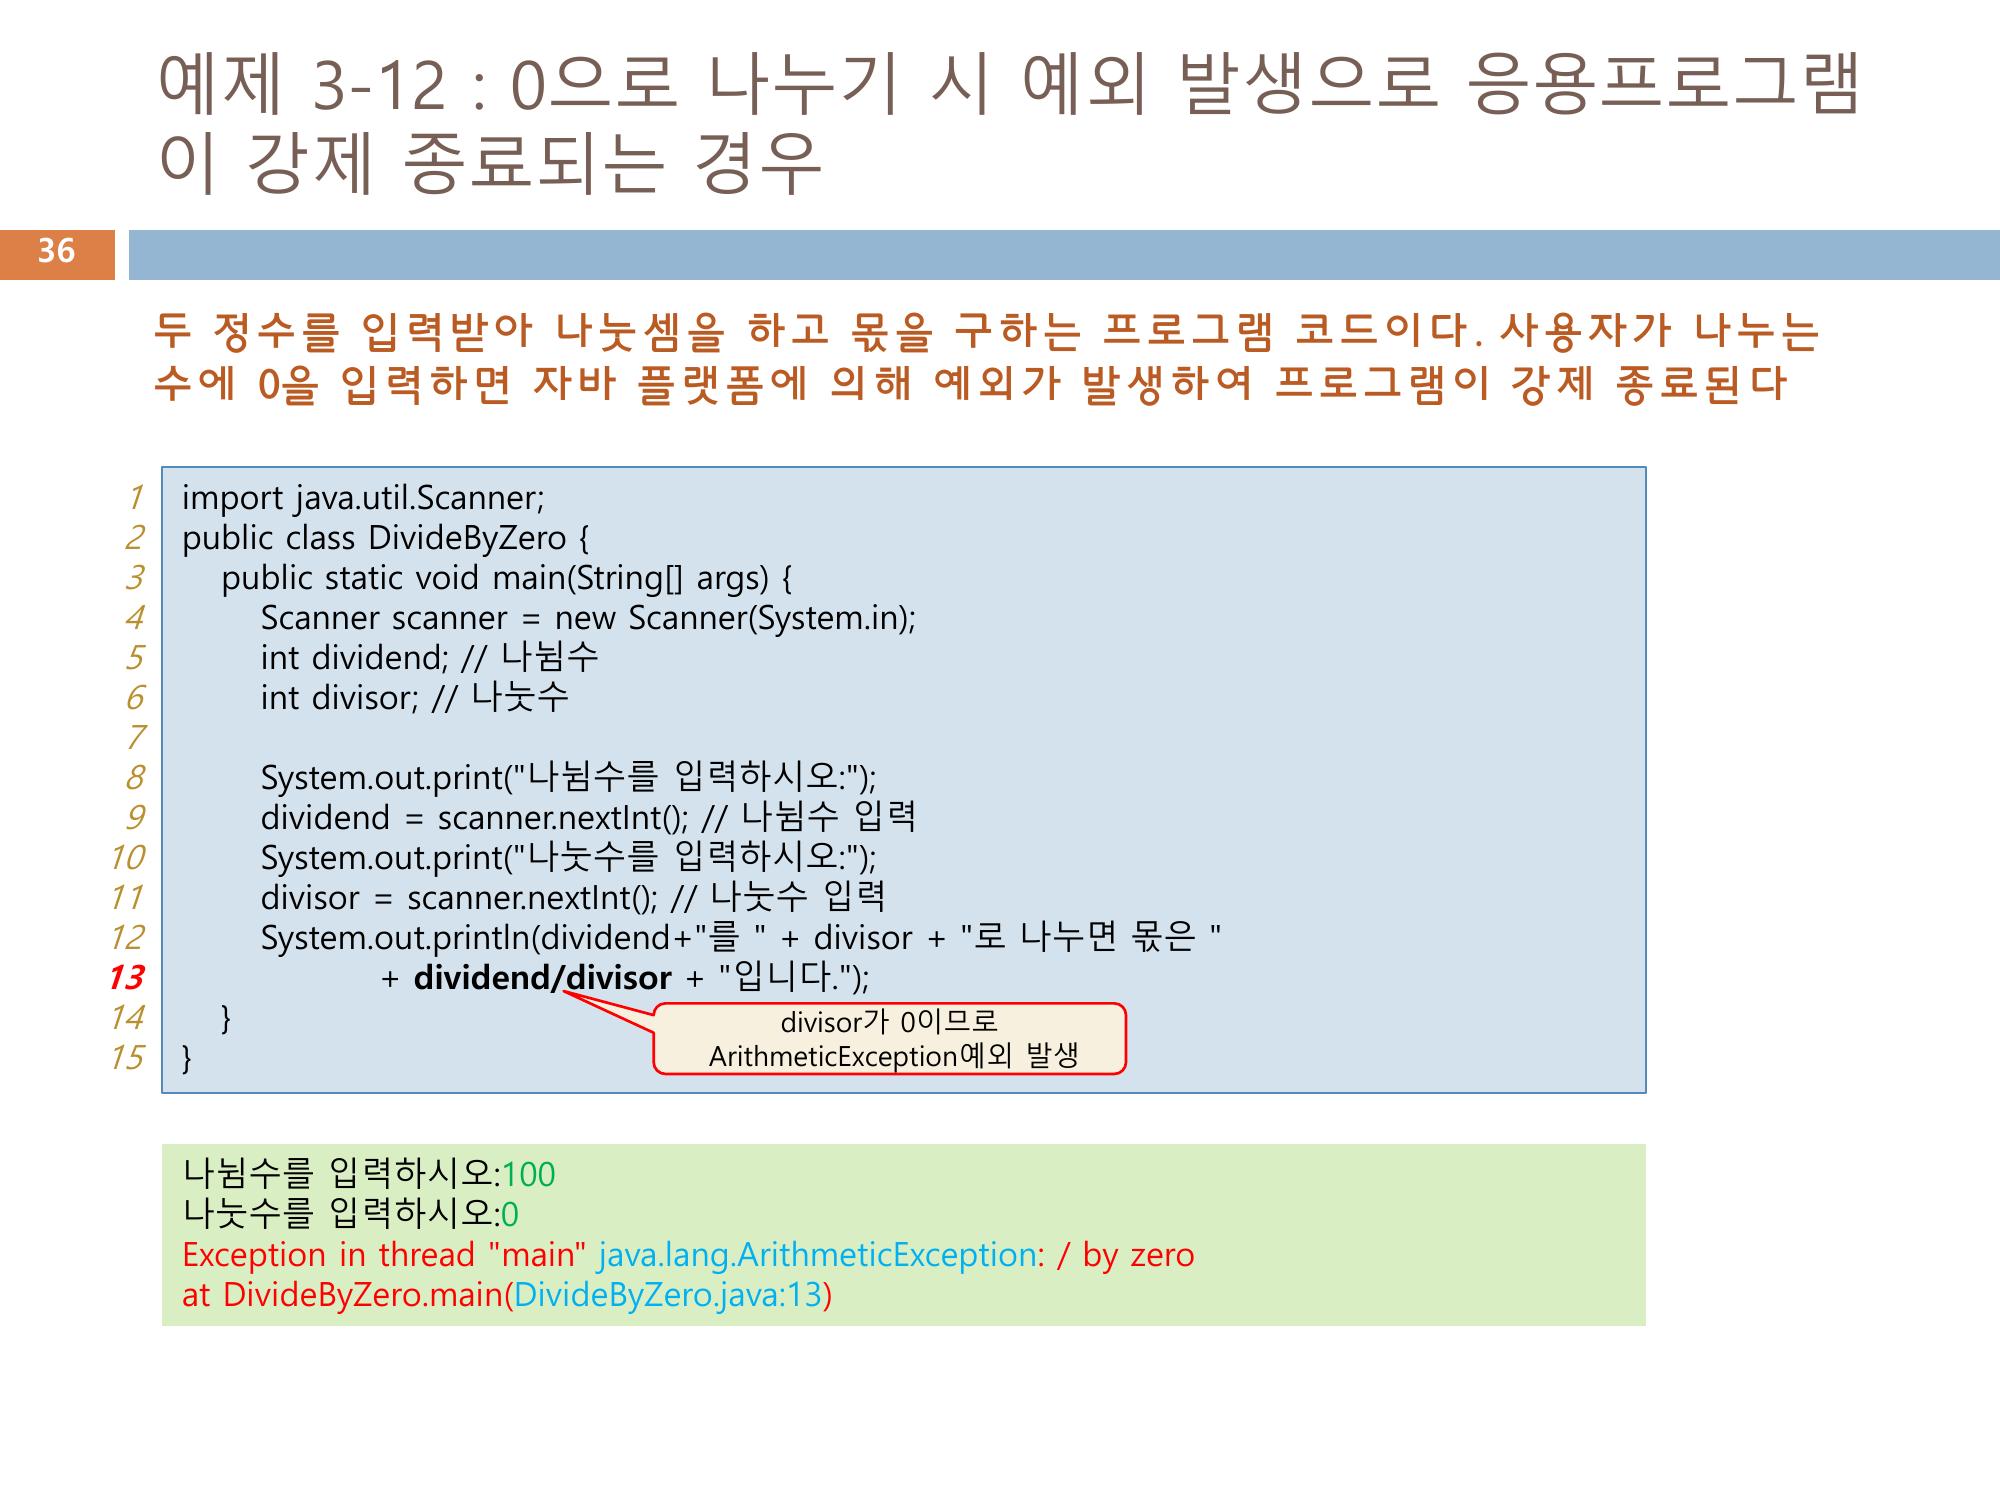 예제 3-12 : 0으로 나누기 시 예외 발생으로 응용프로그램
이 강제 종료되는 경우
36
두 정수를 입력받아 나눗셈을 하고 몫을 구하는 프로그램 코드이다. 사용자가 나누는
수에 0을 입력하면 자바 플랫폼에 의해 예외가 발생하여 프로그램이 강제 종료된다
1 import java.util.Scanner;
2 public class DivideByZero {
3 public static void main(String[] args) {
4 Scanner scanner = new Scanner(System.in);
5 int dividend; // 나뉨수
6 int divisor; // 나눗수
7
8 System.out.print("나뉨수를 입력하시오:");
9 dividend = scanner.nextInt(); // 나뉨수 입력
10 System.out.print("나눗수를 입력하시오:");
11 divisor = scanner.nextInt(); // 나눗수 입력
12 System.out.println(dividend+"를 " + divisor + "로 나누면 몫은 "
13 + dividend/divisor + "입니다.");
14 }
15 }
divisor가 0이므로
ArithmeticException예외 발생
나뉨수를 입력하시오:100
나눗수를 입력하시오:0
Exception in thread "main" java.lang.ArithmeticException: / by zero
at DivideByZero.main(DivideByZero.java:13)